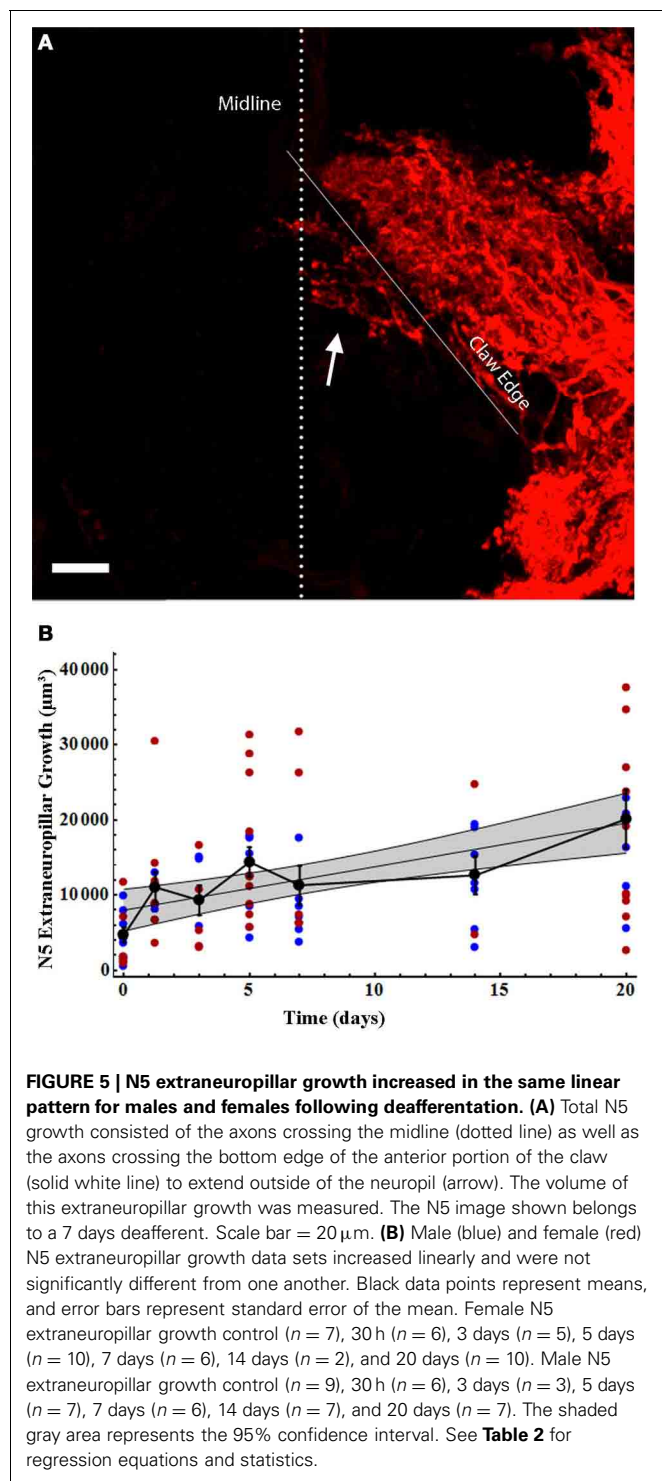 A
Midline
Claw Edge
B
N5 Extraneuropillar Growth (µm³)
40 000
30 000
20 000
10 000
0
0
5
10
15
20
Time (days)
FIGURE 5 | N5 extraneuropillar growth increased in the same linear
pattern for males and females following deafferentation. (A) Total N5
growth consisted of the axons crossing the midline (dotted line) as well as
the axons crossing the bottom edge of the anterior portion of the claw
(solid white line) to extend outside of the neuropil (arrow). The volume of
this extraneuropillar growth was measured. The N5 image shown belongs
to a 7 days deafferent. Scale bar = 20 µm. (B) Male (blue) and female (red)
N5 extraneuropillar growth data sets increased linearly and were not
significantly different from one another. Black data points represent means,
and error bars represent standard error of the mean. Female N5
extraneuropillar growth control (n = 7), 30 h (n = 6), 3 days (n = 5), 5 days
(n = 10), 7 days (n = 6), 14 days (n = 2), and 20 days (n = 10). Male N5
extraneuropillar growth control (n = 9), 30 h (n = 6), 3 days (n = 3), 5 days
(n = 7), 7 days (n = 6), 14 days (n = 7), and 20 days (n = 7). The shaded
gray area represents the 95% confidence interval. See Table 2 for
regression equations and statistics.